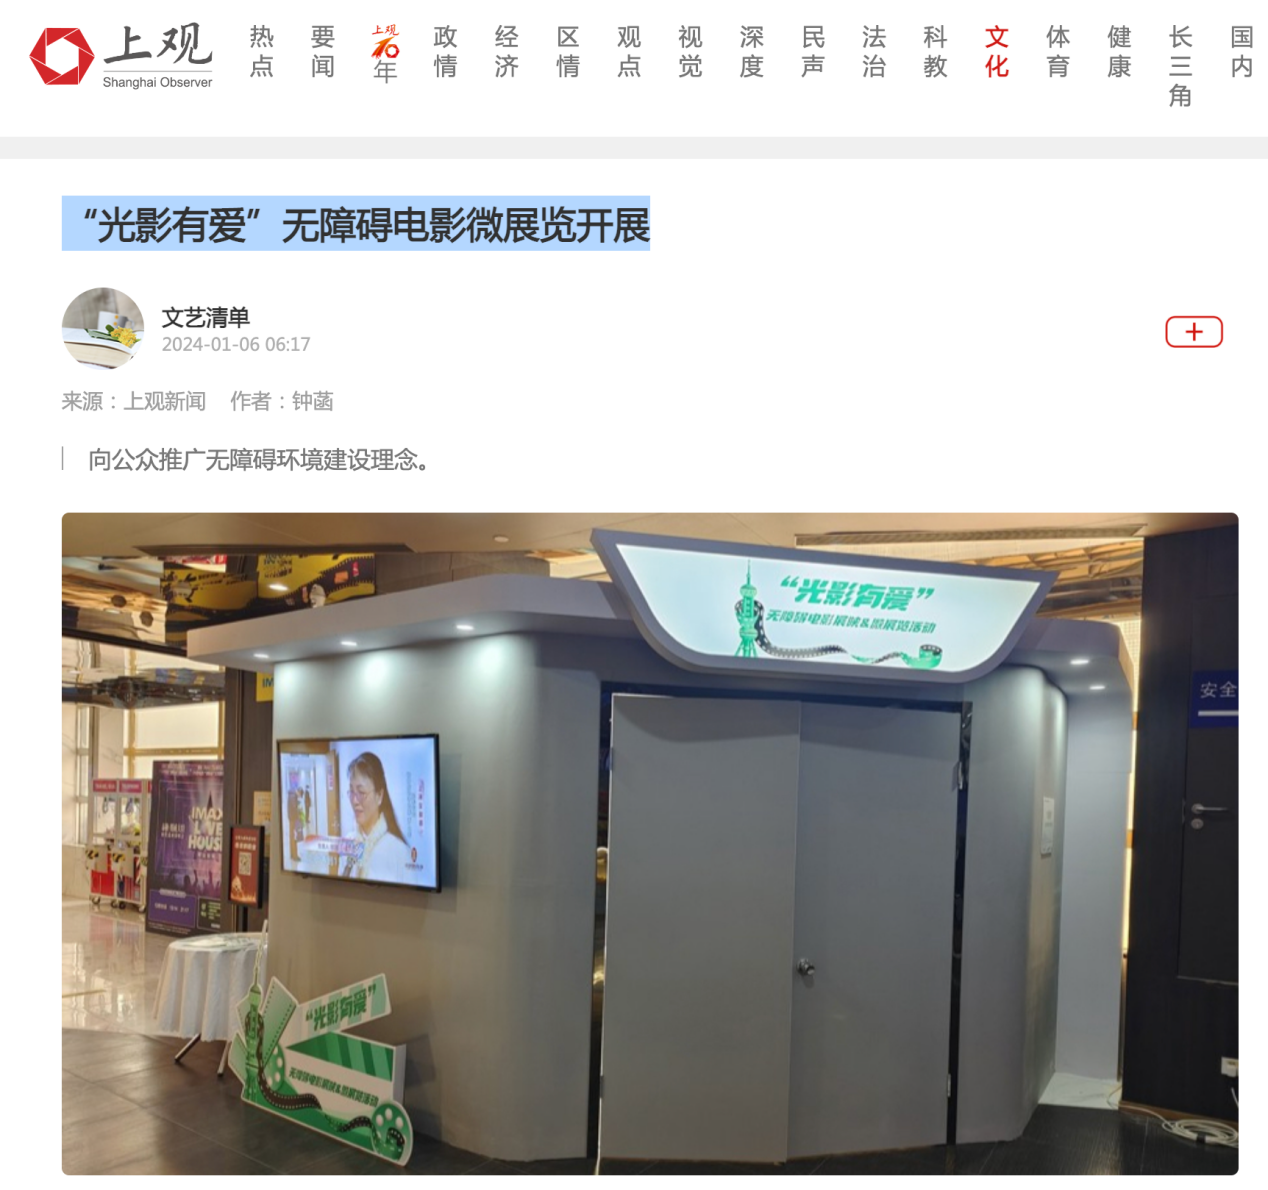 上观
Shanghai Observer
热点
要闻
上观
10
年
政情
经济
区情
观点
视觉
深度
民声
法治
科教
文化
体育
健康
长三角
国内
“光影有爱”无障碍电影微展览开展
文艺清单
2024-01-06 06:17
来源：上观新闻 作者：钟菡
向公众推广无障碍环境建设理念。
“光影有爱”
无障碍电影展映&微展览活动
安全
IM
IMAX
LIVE
HOUSE
“光影有爱”
无障碍电影展映&微展览活动